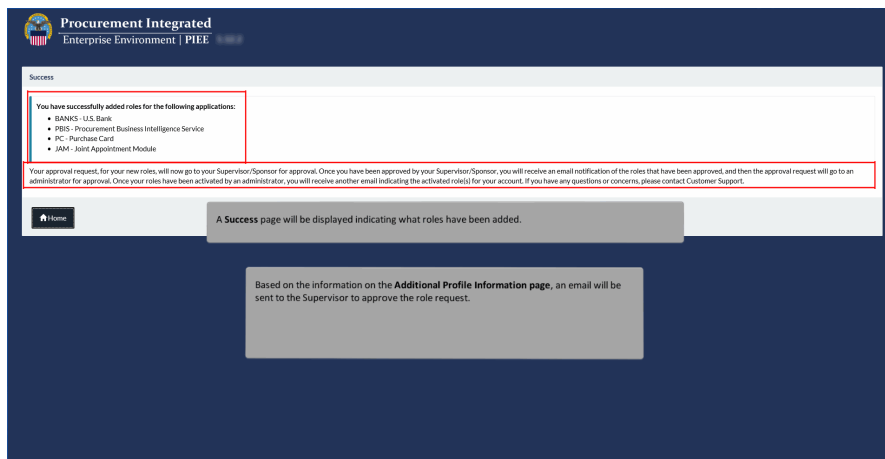 Procurement Integrated
Enterprise Environment | PIEE
Success
You have successfully added roles for the following applications:
• BANKS - U.S. Bank
• PBIS - Procurement Business Intelligence Service
• PC - Purchase Card
• JAM - Joint Appointment Module
Your approval request, for your new roles, will now go to your Supervisor/Sponsor for approval. Once you have been approved by your Supervisor/Sponsor, you will receive an email notification of the roles that have been approved, and then the approval request will go to an
administrator for approval. Once your roles have been activated by an administrator, you will receive another email indicating the activated role(s) for your account. If you have any questions or concerns, please contact Customer Support.
Home
A Success page will be displayed indicating what roles have been added.
Based on the information on the Additional Profile Information page, an email will be
sent to the Supervisor to approve the role request.